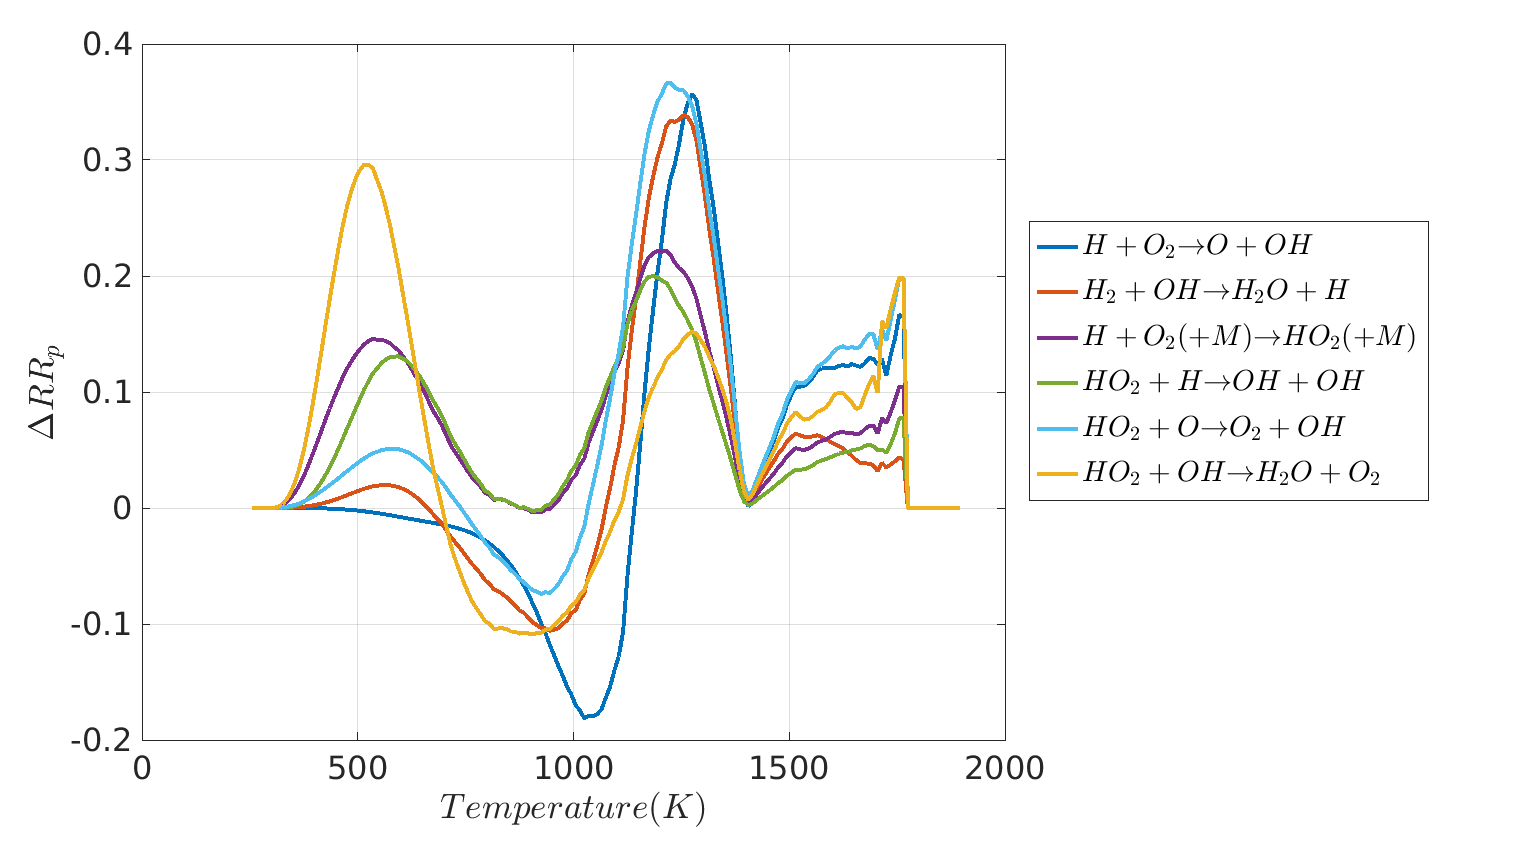 0.4
0.3
0.2
0.1
0
-0.1
-0.2
ΔRRₚ
0
500
1000
1500
2000
Temperature(K)
H + O₂→O + OH
H₂ + OH→H₂O + H
H + O₂(+M)→HO₂(+M)
HO₂ + H→OH + OH
HO₂ + O→O₂ + OH
HO₂ + OH→H₂O + O₂